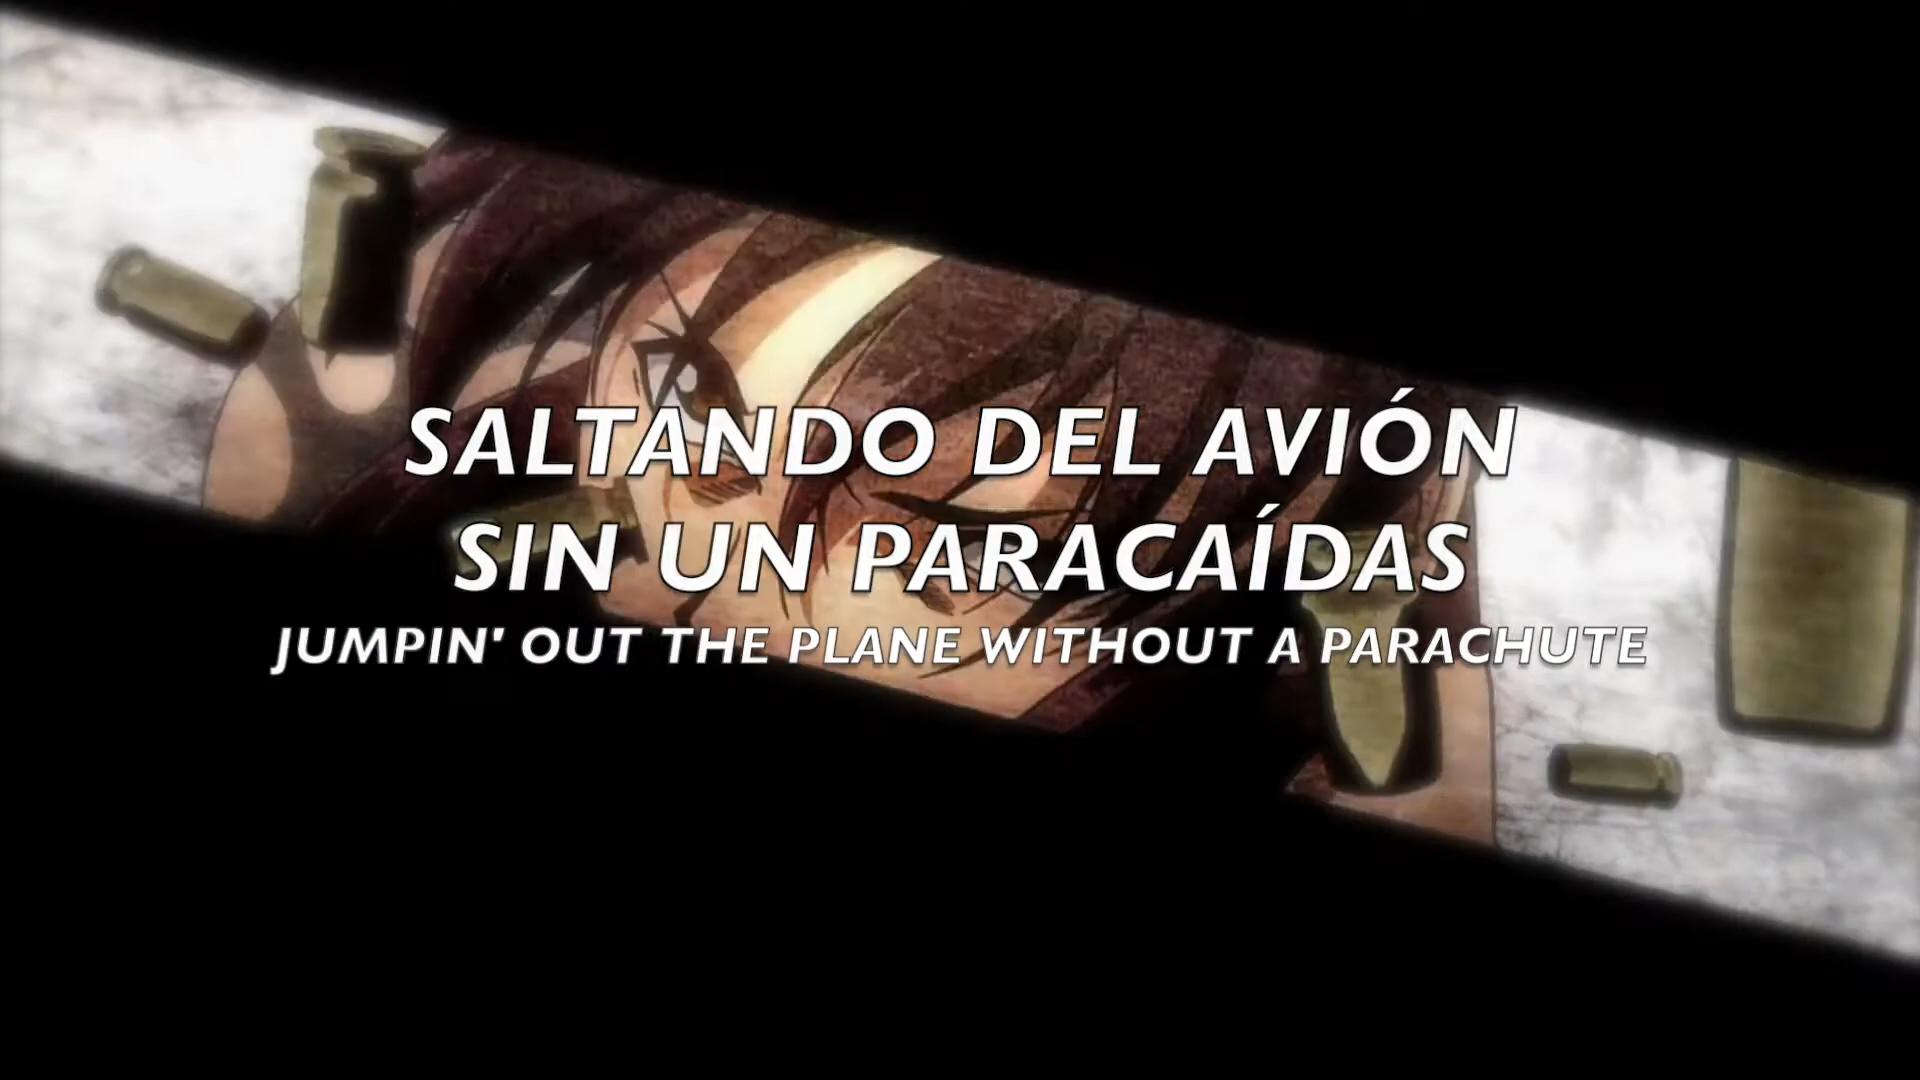 SALTANDO DEL AVIÓN
SIN UN PARACAÍDAS
JUMPIN' OUT THE PLANE WITHOUT A PARACHUTE